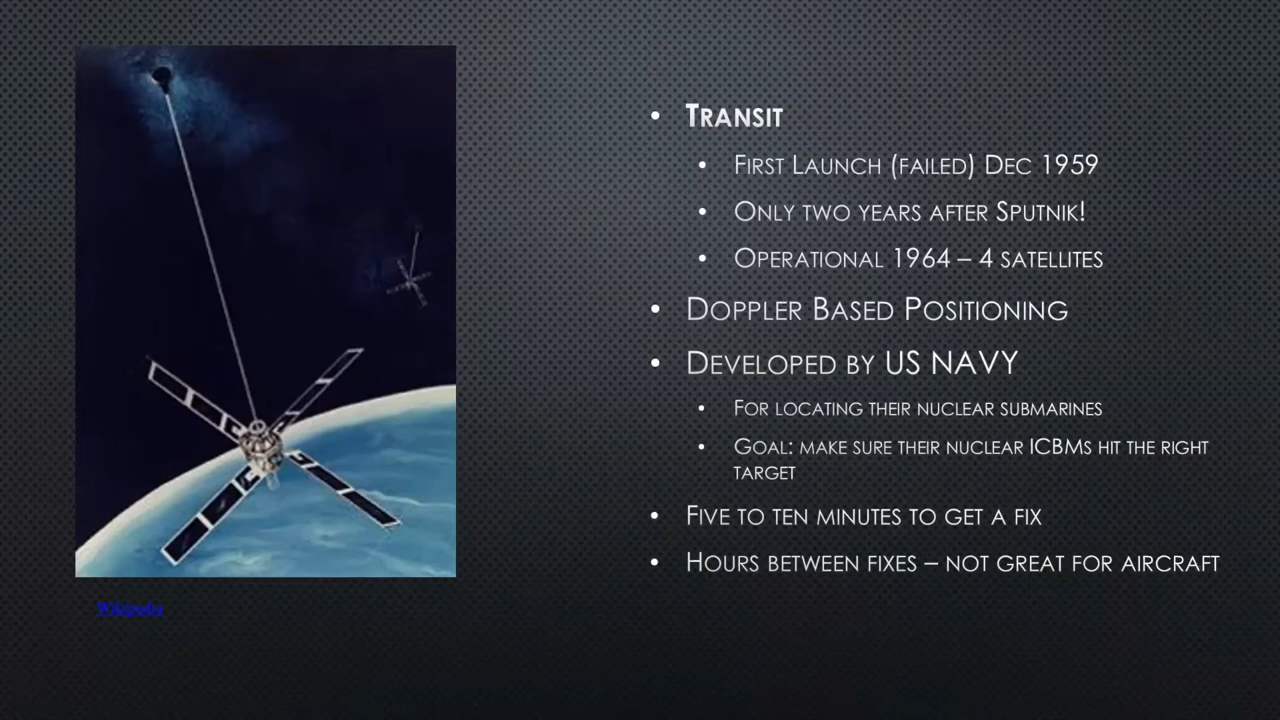 • Transit
• First Launch (failed) Dec 1959
• Only two years after Sputnik!
• Operational 1964 – 4 satellites
• Doppler Based Positioning
• Developed by US NAVY
• For locating their nuclear submarines
• Goal: make sure their nuclear ICBMs hit the right
target
• Five to ten minutes to get a fix
• Hours between fixes – not great for aircraft
Wikipedia